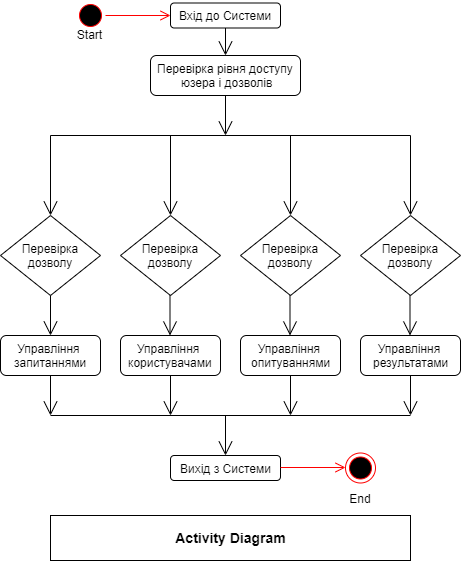 Вхід до Системи
Start
Перевірка рівня доступу
юзера і дозволів
Перевірка
дозволу
Перевірка
дозволу
Перевірка
дозволу
Перевірка
дозволу
Управління
запитаннями
Управління
користувачами
Управління
опитуваннями
Управління
результатами
Вихід з Системи
End
Activity Diagram